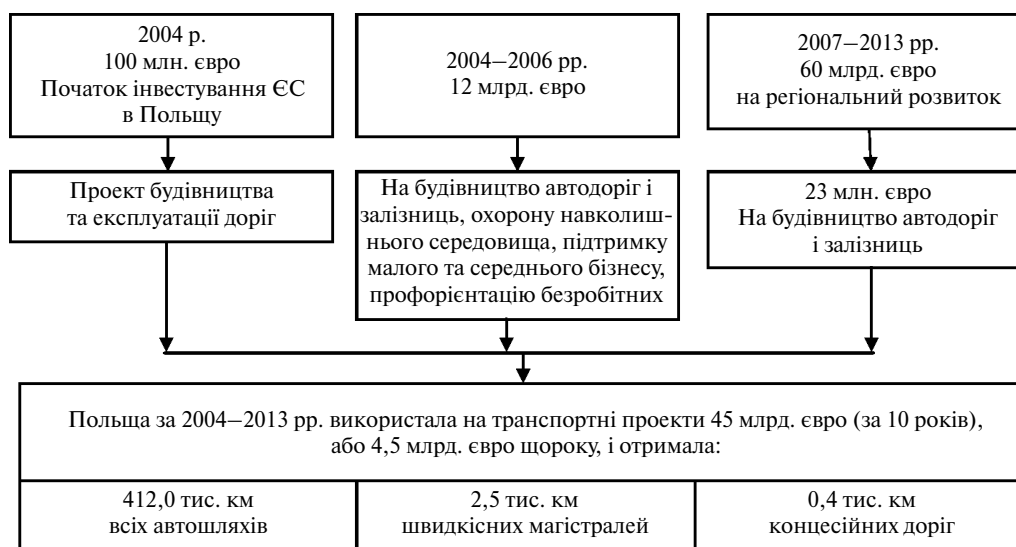 2004 р.
100 млн. євро
Початок інвестування ЄС
в Польщу
2004–2006 рр.
12 млрд. євро
2007–2013 рр.
60 млрд. євро
на регіональний розвиток
Проект будівництва
та експлуатації доріг
На будівництво автодоріг і
залізниць, охорону навколиш-
нього середовища, підтримку
малого та середнього бізнесу,
профорієнтацію безробітних
23 млн. євро
На будівництво автодоріг
і залізниць
Польща за 2004–2013 рр. використала на транспортні проекти 45 млрд. євро (за 10 років),
або 4,5 млрд. євро щороку, і отримала:
412,0 тис. км
всіх автошляхів
2,5 тис. км
швидкісних магістралей
0,4 тис. км
концесійних доріг